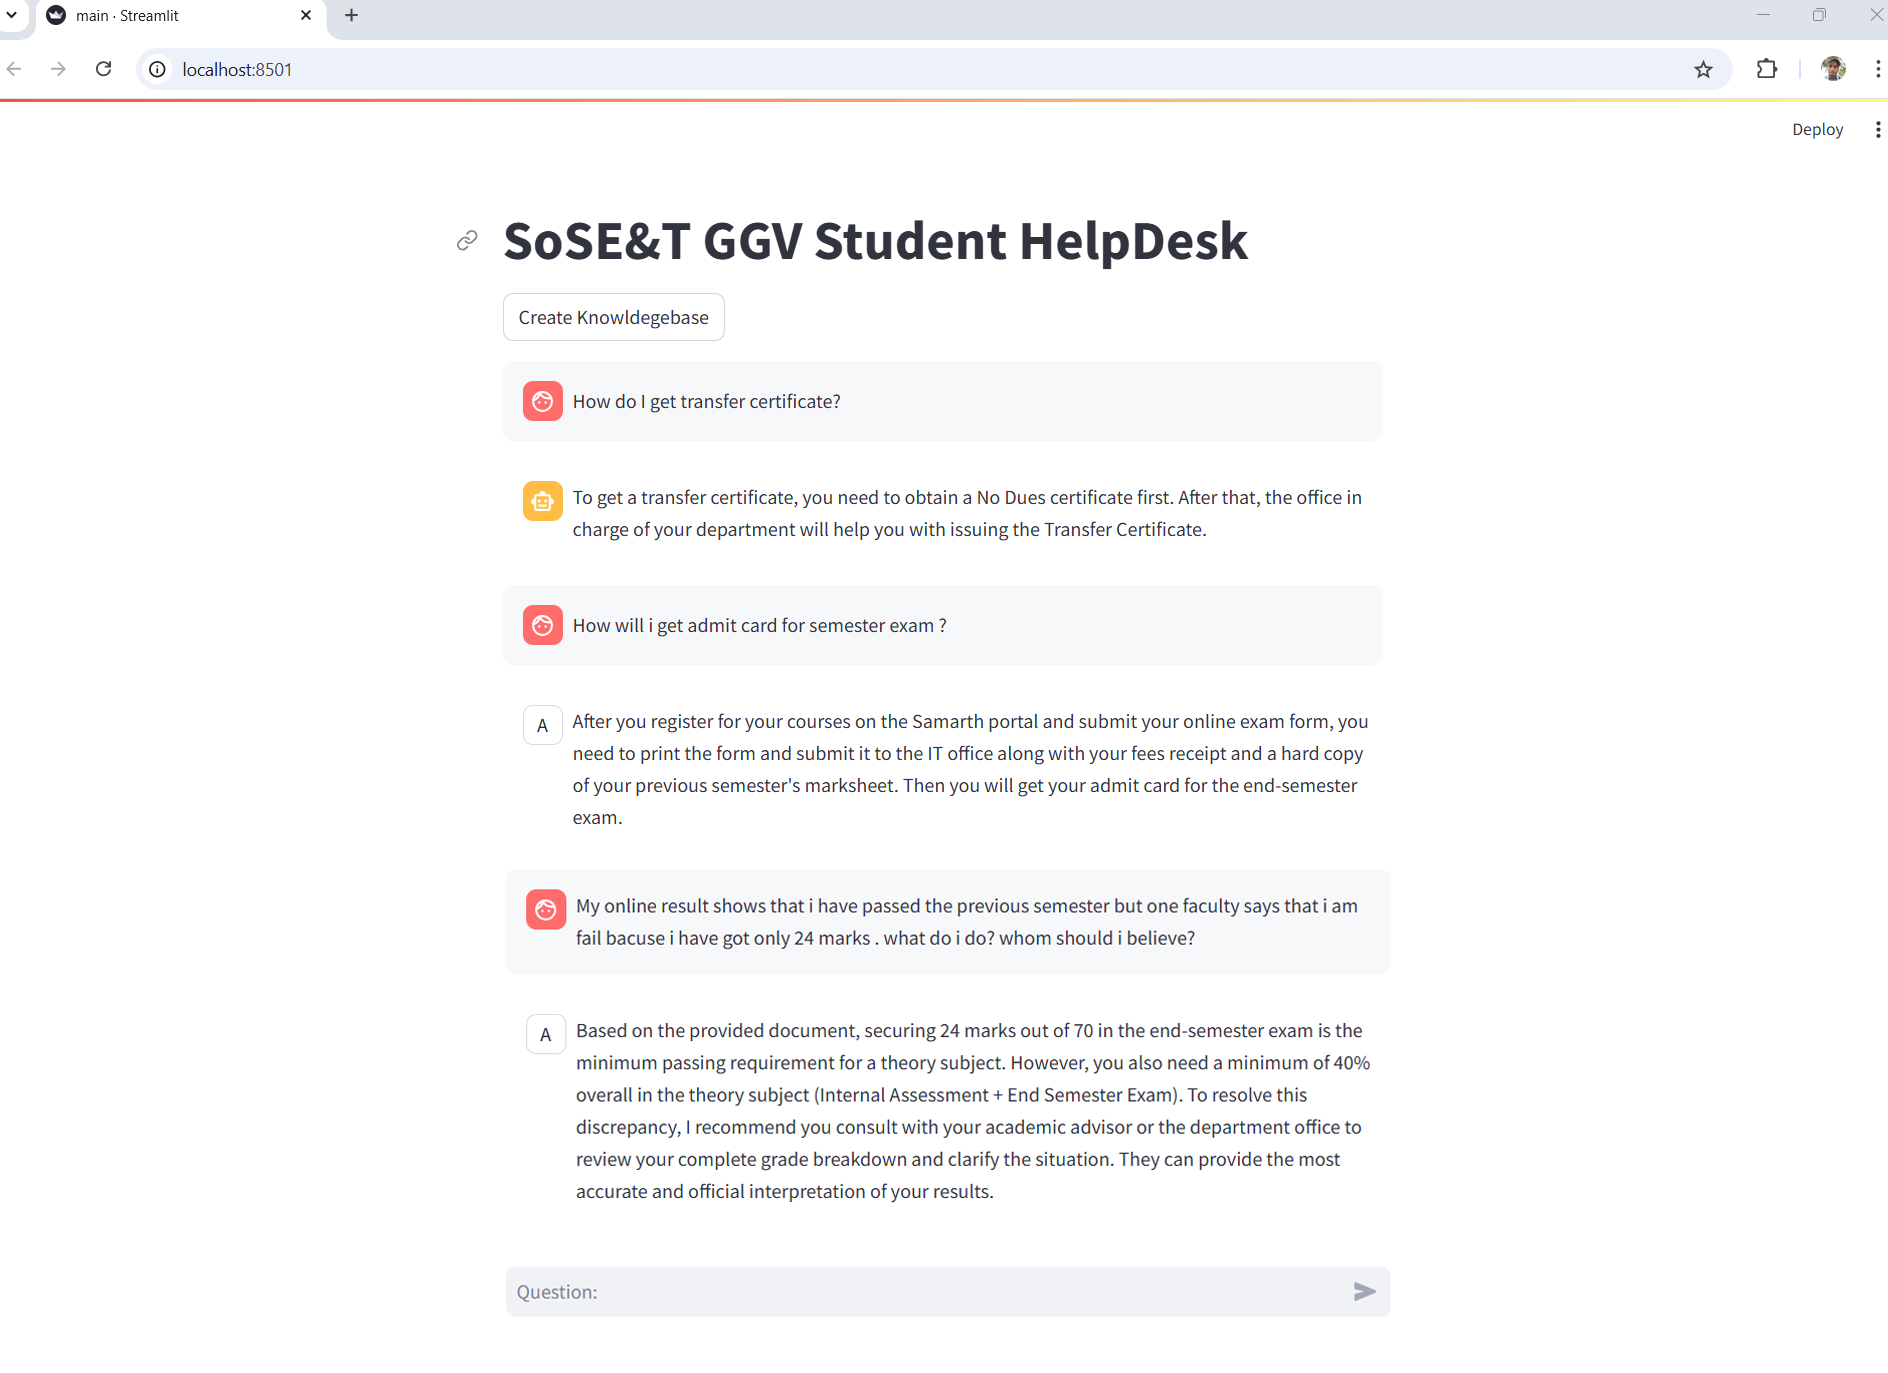 main · Streamlit
localhost:8501
Deploy
SoSE&T GGV Student HelpDesk
Create Knowldegebase
How do I get transfer certificate?
To get a transfer certificate, you need to obtain a No Dues certificate first. After that, the office in
charge of your department will help you with issuing the Transfer Certificate.
How will i get admit card for semester exam ?
A
After you register for your courses on the Samarth portal and submit your online exam form, you
need to print the form and submit it to the IT office along with your fees receipt and a hard copy
of your previous semester's marksheet. Then you will get your admit card for the end-semester
exam.
My online result shows that i have passed the previous semester but one faculty says that i am
fail bacuse i have got only 24 marks . what do i do? whom should i believe?
A
Based on the provided document, securing 24 marks out of 70 in the end-semester exam is the
minimum passing requirement for a theory subject. However, you also need a minimum of 40%
overall in the theory subject (Internal Assessment + End Semester Exam). To resolve this
discrepancy, I recommend you consult with your academic advisor or the department office to
review your complete grade breakdown and clarify the situation. They can provide the most
accurate and official interpretation of your results.
Question: